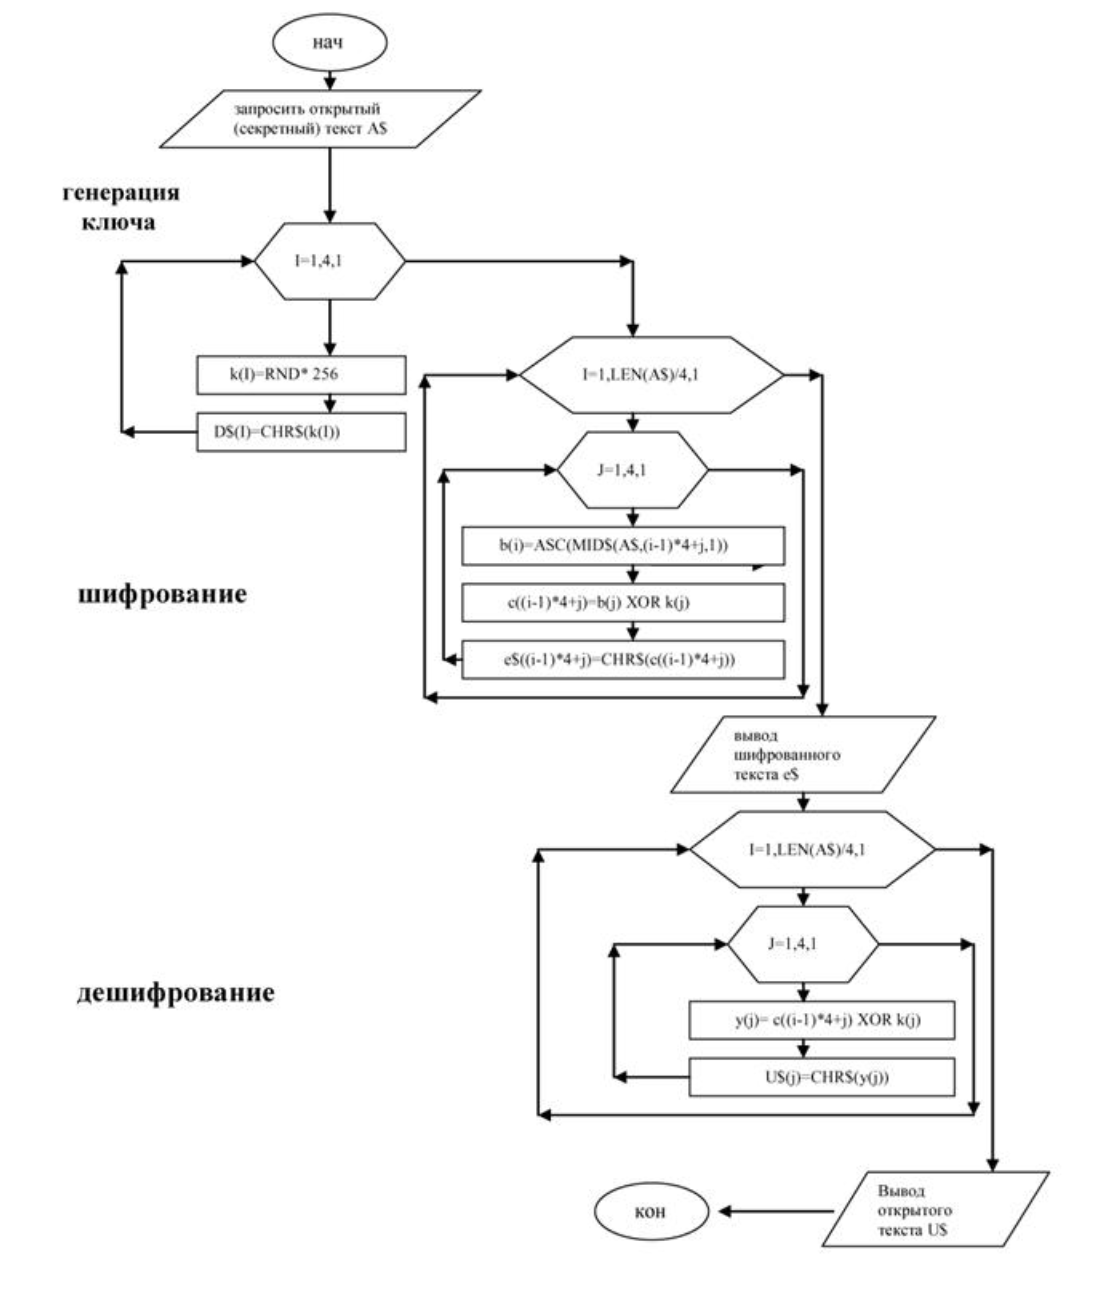 нач
запросить открытый
(секретный) текст A$
генерация
ключа
I=1,4,1
k(I)=RND* 256
D$(I)=CHR$(k(I))
I=1,LEN(A$)/4,1
J=1,4,1
b(i)=ASC(MID$(A$,(i-1)*4+j,1))
шифрование
c((i-1)*4+j)=b(j) XOR k(j)
e$((i-1)*4+j)=CHR$(c((i-1)*4+j))
вывод
шифрованного
текста e$
I=1,LEN(A$)/4,1
J=1,4,1
дешифрование
y(j)= c((i-1)*4+j) XOR k(j)
U$(j)=CHR$(y(j))
Вывод
открытого
текста U$
кон